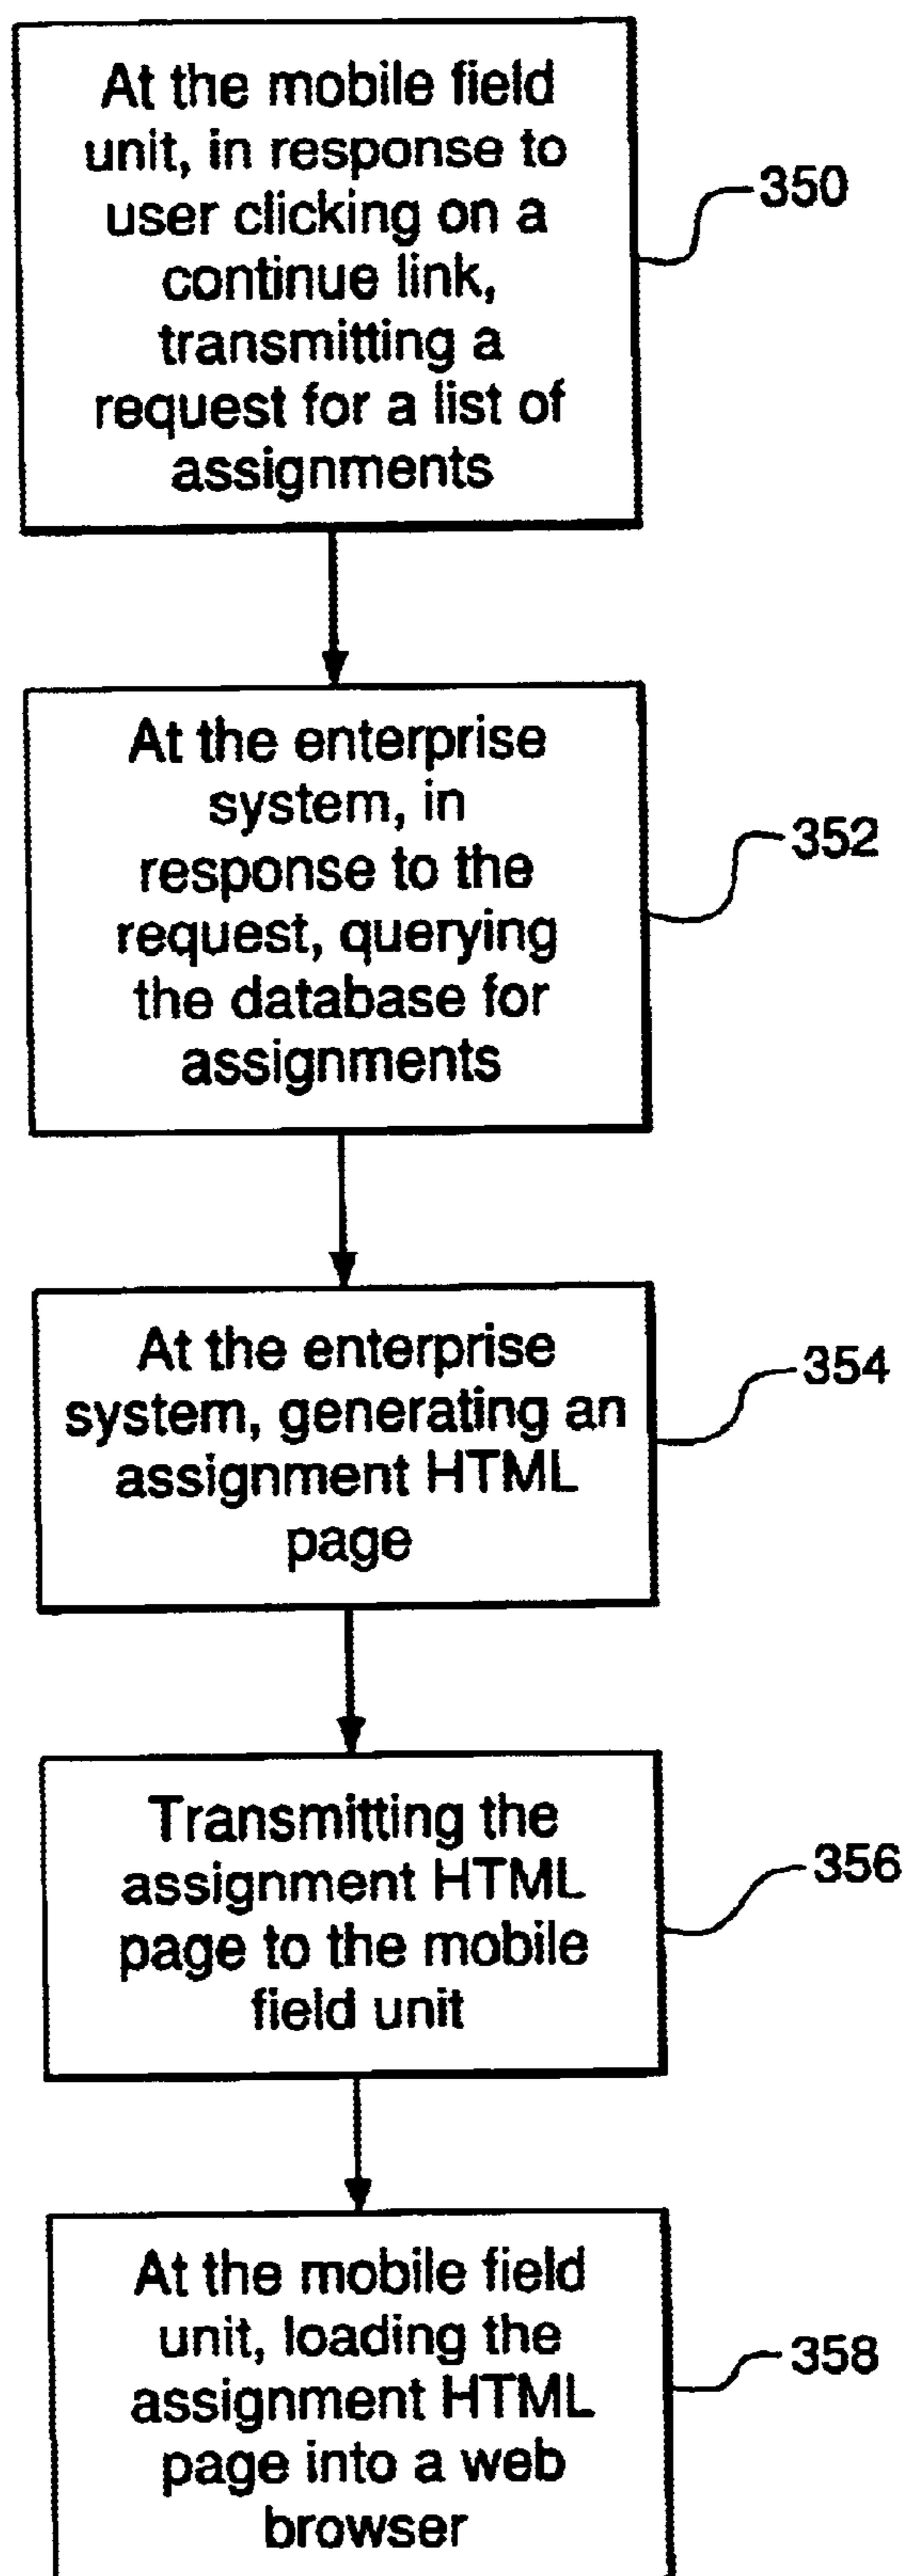 At the mobile field
unit, in response to
user clicking on a
continue link,
transmitting a
request for a list of
assignments
350
At the enterprise
system, in
response to the
request, querying
the database for
assignments
352
At the enterprise
system, generating an
assignment HTML
page
354
Transmitting the
assignment HTML
page to the mobile
field unit
356
At the mobile field
unit, loading the
assignment HTML
page into a web
browser
358